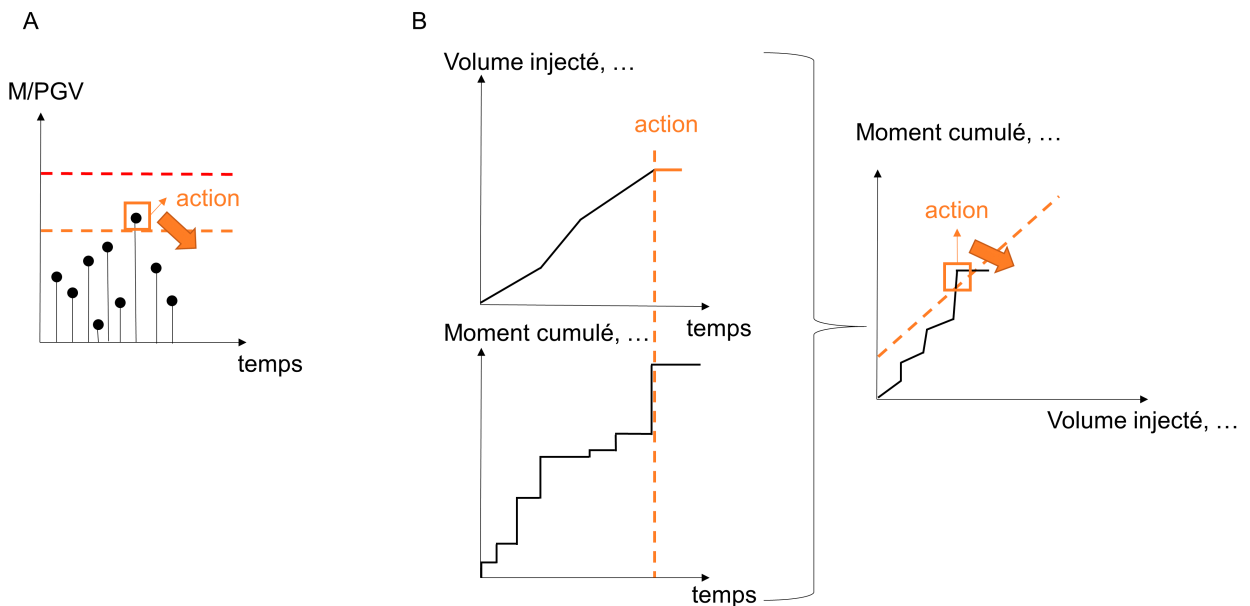 A
M/PGV
action
temps
B
Volume injecté, …
action
temps
Moment cumulé, …
temps
Moment cumulé, …
action
Volume injecté, …